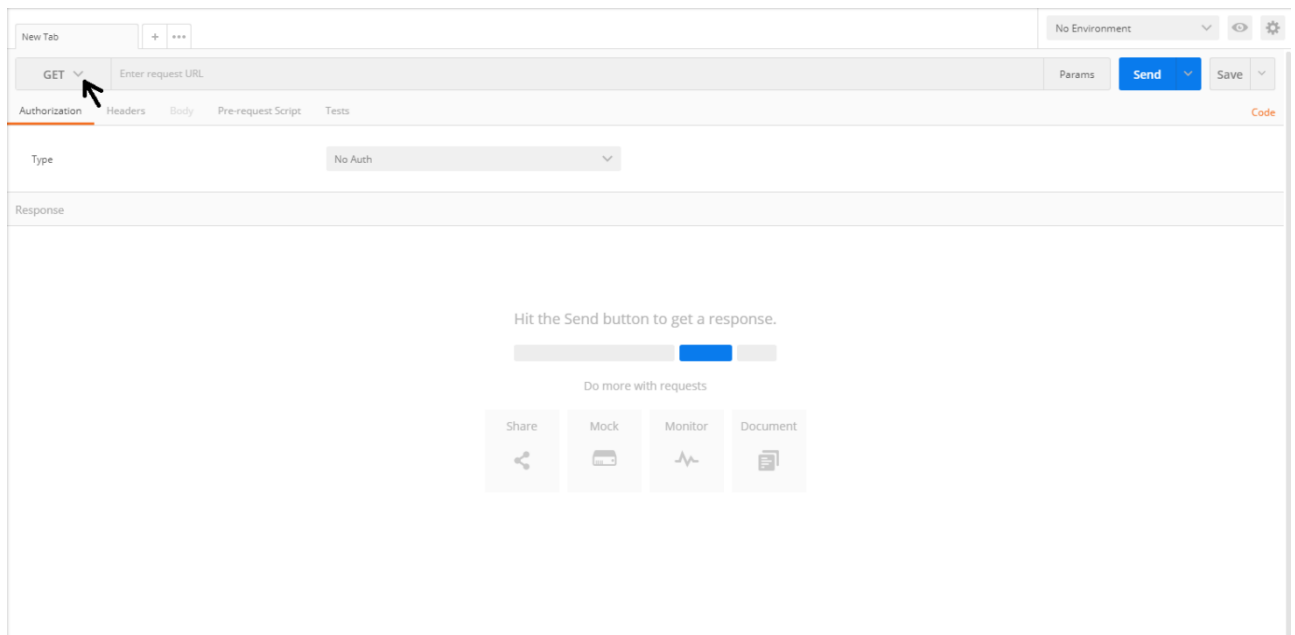 New Tab + ••• No Environment
GET Enter request URL Params Send Save
Authorization Headers Body Pre-request Script Tests Code
Type No Auth
Response
Hit the Send button to get a response.
Do more with requests
Share Mock Monitor Document